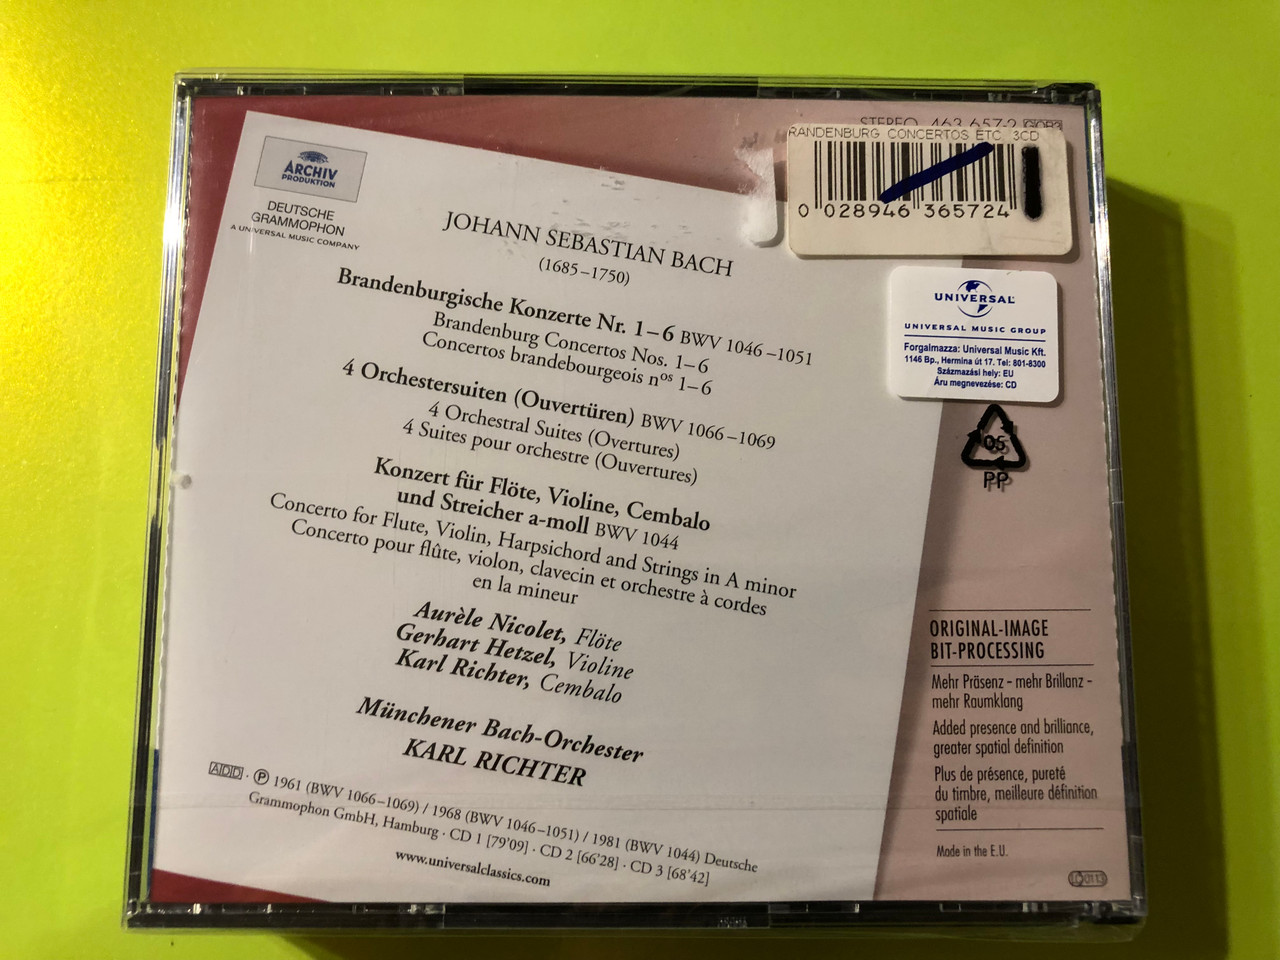 ARCHIV
PRODUKTION
DEUTSCHE
GRAMMOPHON
A UNIVERSAL MUSIC COMPANY
STEREO 463 657-2
RANDENBURG CONCERTOS ETC. 3CD
0 028946 365724
UNIVERSAL
UNIVERSAL MUSIC GROUP
Forgalmazza: Universal Music Kft.
1146 Bp., Hermina út 17. Tel: 801-8300
Származási hely: EU
Áru megnevezése: CD
05
PP
JOHANN SEBASTIAN BACH
(1685–1750)
Brandenburgische Konzerte Nr. 1–6 BWV 1046–1051
Brandenburg Concertos Nos. 1–6
Concertos brandebourgeois nos 1–6
4 Orchestersuiten (Ouvertüren) BWV 1066–1069
4 Orchestral Suites (Overtures)
4 Suites pour orchestre (Ouvertures)
Konzert für Flöte, Violine, Cembalo
und Streicher a-moll BWV 1044
Concerto for Flute, Violin, Harpsichord and Strings in A minor
Concerto pour flûte, violon, clavecin et orchestre à cordes
en la mineur
Aurèle Nicolet, Flöte
Gerhart Hetzel, Violine
Karl Richter, Cembalo
Münchener Bach-Orchester
KARL RICHTER
ADD · ℗ 1961 (BWV 1066–1069) / 1968 (BWV 1046–1051) / 1981 (BWV 1044) Deutsche
Grammophon GmbH, Hamburg · CD 1 [79'09] · CD 2 [66'28] · CD 3 [68'42]
www.universalclassics.com
ORIGINAL-IMAGE
BIT-PROCESSING
Mehr Präsenz – mehr Brillanz –
mehr Raumklang
Added presence and brilliance,
greater spatial definition
Plus de présence, pureté
du timbre, meilleure définition
spatiale
Made in the E.U.